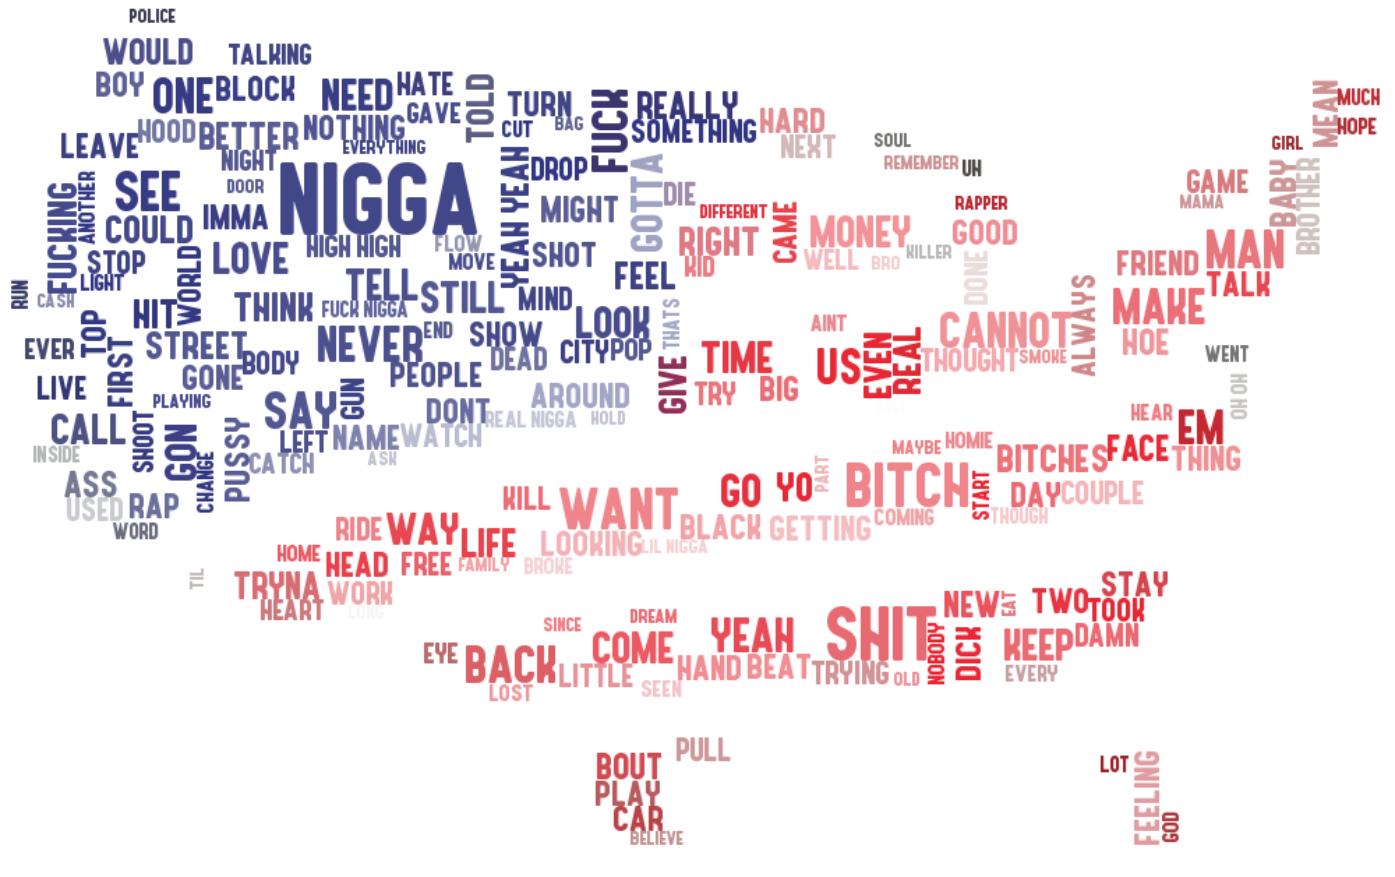 POLICE
WOULD
TALKING
BOY
ONE
BLOCK
NEED
HATE
GAVE
TOLD
TURN
CUT
BAG
FUCK
REALLY
SOMETHING
HARD
NEXT
MEAN
MUCH
HOPE
LEAVE
HOOD
BETTER
NOTHING
EVERYTHING
NIGHT
DOOR
SOUL
REMEMBER
UH
GIRL
FUCKING
ANOTHER
SEE
COULD
IMMA
NIGGA
YEAH YEAH
DROP
MIGHT
GOTTA
DIE
DIFFERENT
CAME
RAPPER
GAME
MAMA
BABY
BROTHER
STOP
LIGHT
WORLD
LOVE
HIGH HIGH
FLOW
MOVE
SHOT
FEEL
RIGHT
KID
MONEY
WELL
BRO
KILLER
GOOD
DONE
FRIEND
MAN
TALK
RUN
CASH
TOP
HIT
THINK
TELL
FUCK NIGGA
STILL
MIND
LOOK
THATS
AINT
CANNOT
ALWAYS
MAKE
HOE
EVER
FIRST
STREET
BODY
NEVER
END
SHOW
DEAD
CITY
POP
GIVE
TIME
US
EVEN
REAL
THOUGHT
SMOKE
WENT
LIVE
GONE
PLAYING
GUN
PEOPLE
AROUND
TRY
BIG
OH OH
CALL
SHOOT
GON
PUSSY
SAY
LEFT
NAME
DONT
WATCH
REAL NIGGA
HOLD
HEAR
EM
INSIDE
CHANGE
CATCH
ASK
PART
MAYBE
HOMIE
BITCHES
FACE
THING
ASS
USED
RAP
WORD
KILL
WANT
GO
YO
BITCH
START
DAY
COUPLE
RIDE
WAY
LIFE
LOOKING
LIL NIGGA
BLACK
GETTING
COMING
THOUGH
HOME
HEAD
FREE
FAMILY
BROKE
TIL
TRYNA
WORK
HEART
LONG
STAY
SINCE
DREAM
COME
YEAH
SHIT
NEW
EAT
TWO
TOOK
EYE
BACK
LITTLE
HAND
BEAT
TRYING
OLD
NOBODY
DICK
KEEP
DAMN
EVERY
LOST
SEEN
PULL
BOUT
PLAY
CAR
BELIEVE
LOT
FEELING
GOD